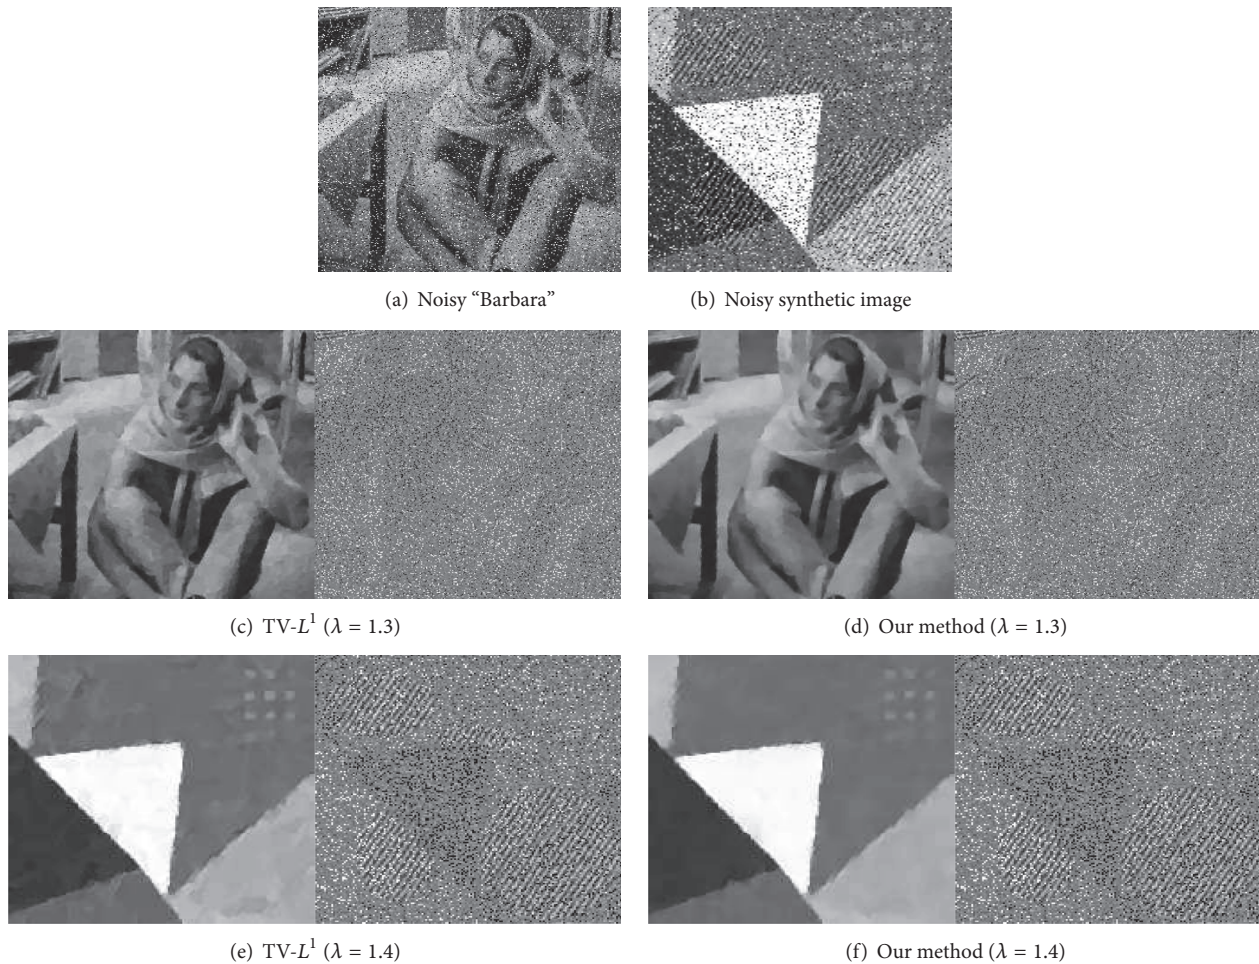 (a) Noisy “Barbara”
(b) Noisy synthetic image
(c) TV-L¹ (λ = 1.3)
(d) Our method (λ = 1.3)
(e) TV-L¹ (λ = 1.4)
(f) Our method (λ = 1.4)